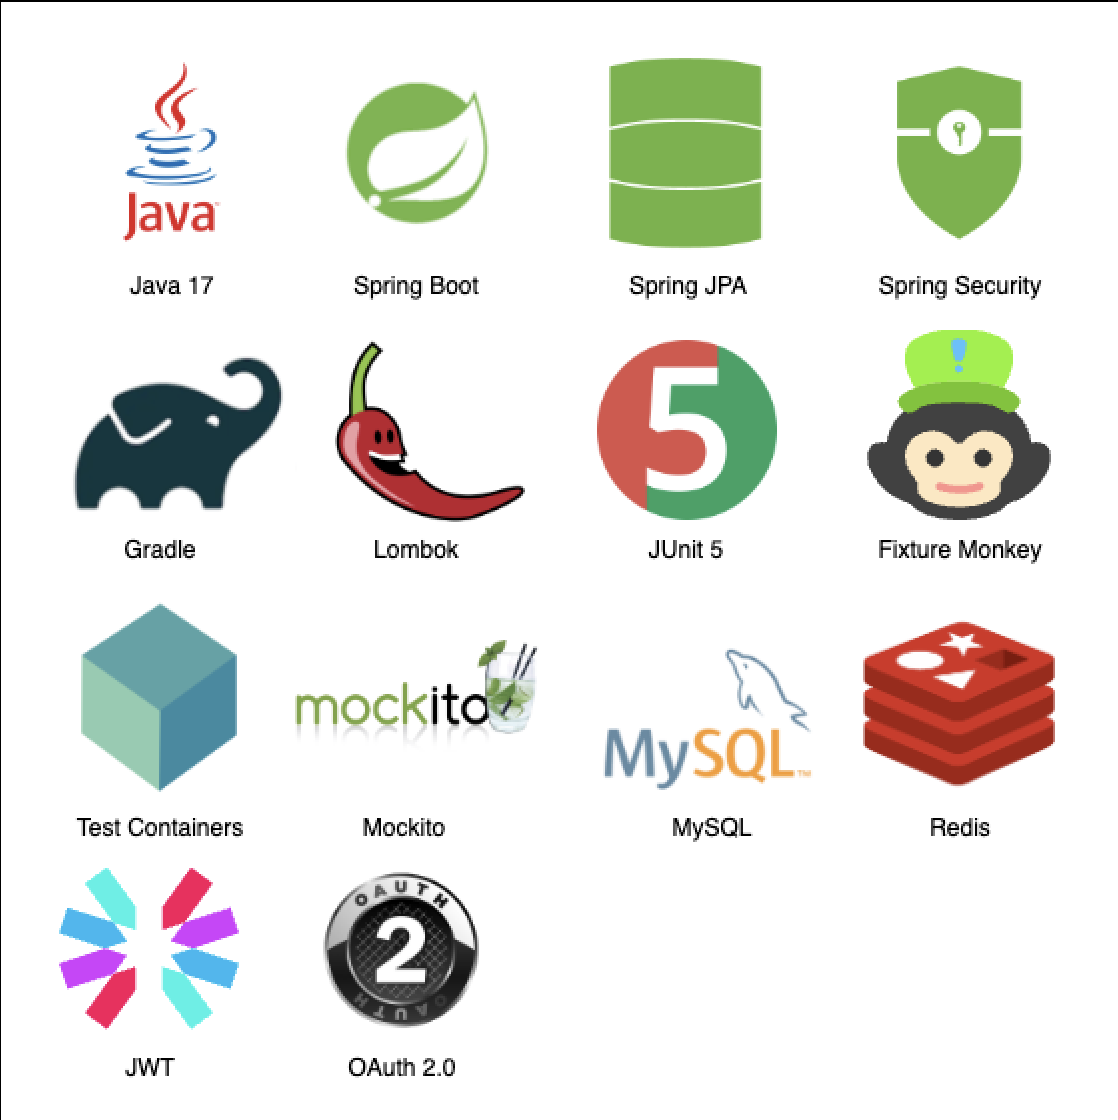 Java
Java 17
Spring Boot
Spring JPA
Spring Security
5
!
Gradle
Lombok
JUnit 5
Fixture Monkey
mockito
MySQL™
Test Containers
Mockito
MySQL
Redis
OAUTH
2
OAUTH
JWT
OAuth 2.0